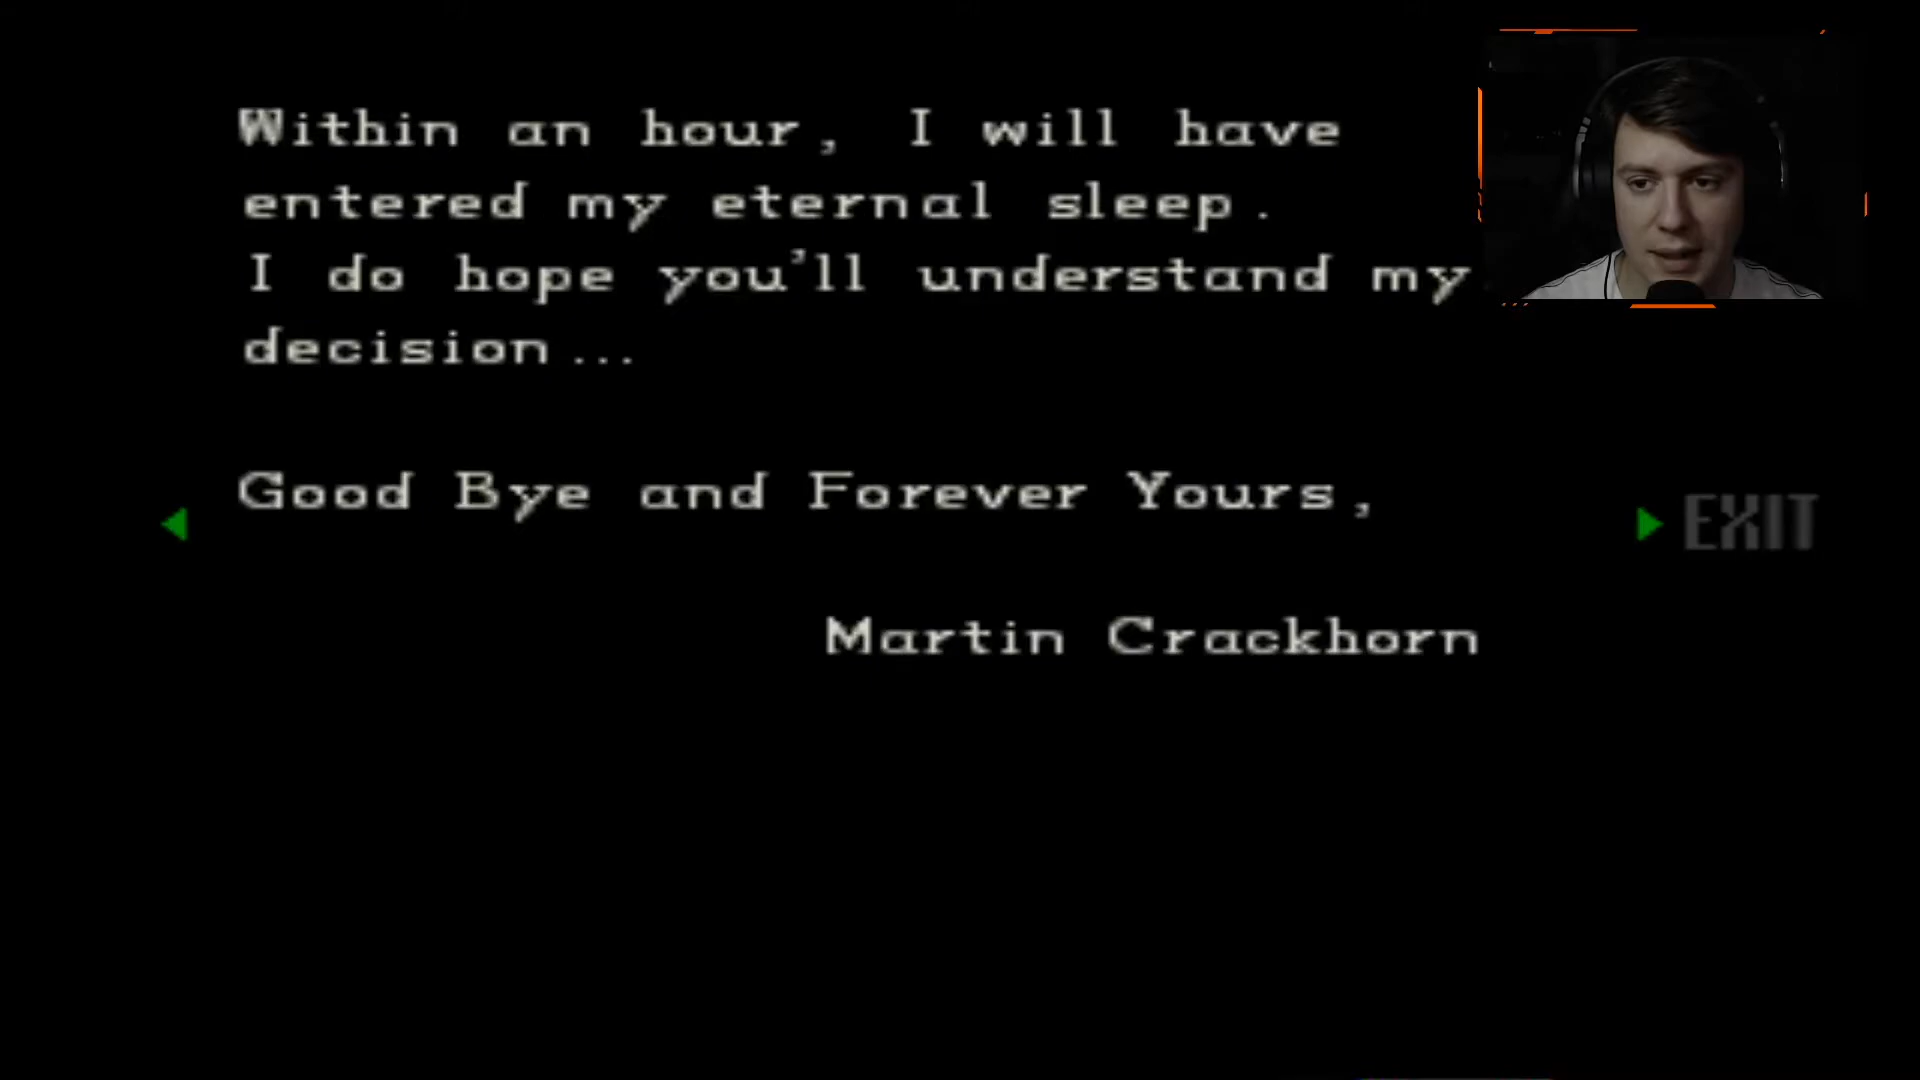 Within an hour, I will have
entered my eternal sleep.
I do hope you'll understand my
decision...
Good Bye and Forever Yours,
EXIT
Martin Crackhorn